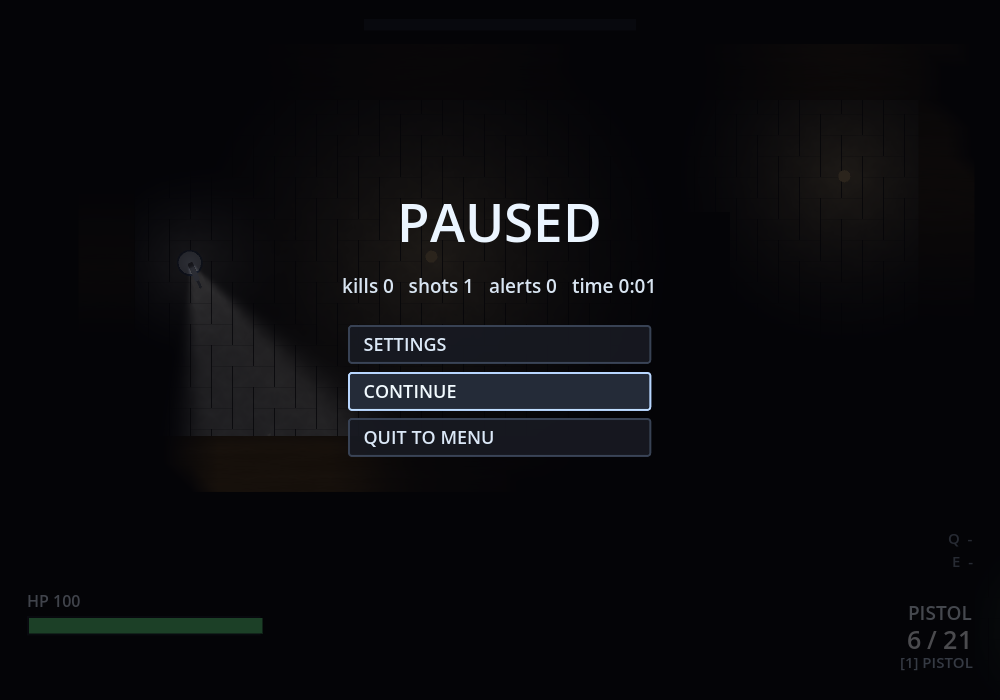 PAUSED
kills 0 shots 1 alerts 0 time 0:01
SETTINGS
CONTINUE
QUIT TO MENU
Q -
E -
HP 100
PISTOL
6 / 21
[1] PISTOL